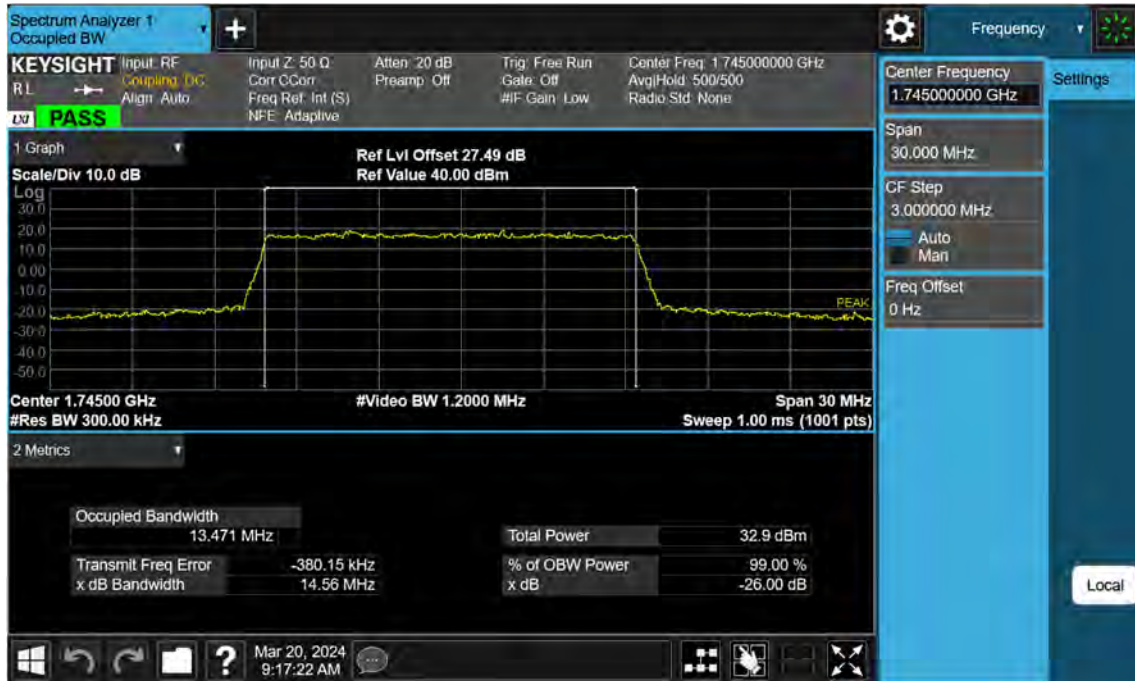 Spectrum Analyzer 1
Occupied BW
+
Frequency
KEYSIGHT Input: RF Input Z: 50 Ω Atten: 20 dB Trig: Free Run Center Freq: 1.745000000 GHz
RL Coupling: DC Corr CCorr Preamp: Off Gate: Off Avg|Hold: 500/500
Align: Auto Freq Ref: Int (S) #IF Gain: Low Radio Std: None
NFE: Adaptive
LXI PASS
Center Frequency
1.745000000 GHz
Settings
Span
30.000 MHz
CF Step
3.000000 MHz
Auto
Man
Freq Offset
0 Hz
Local
1 Graph
Ref Lvl Offset 27.49 dB
Scale/Div 10.0 dB Ref Value 40.00 dBm
Log
30.0
20.0
10.0
0.00
-10.0
-20.0
-30.0
-40.0
-50.0
PEAK
Center 1.74500 GHz #Video BW 1.2000 MHz Span 30 MHz
#Res BW 300.00 kHz Sweep 1.00 ms (1001 pts)
2 Metrics
Occupied Bandwidth
13.471 MHz Total Power 32.9 dBm
Transmit Freq Error -380.15 kHz % of OBW Power 99.00 %
x dB Bandwidth 14.56 MHz x dB -26.00 dB
?
Mar 20, 2024
9:17:22 AM